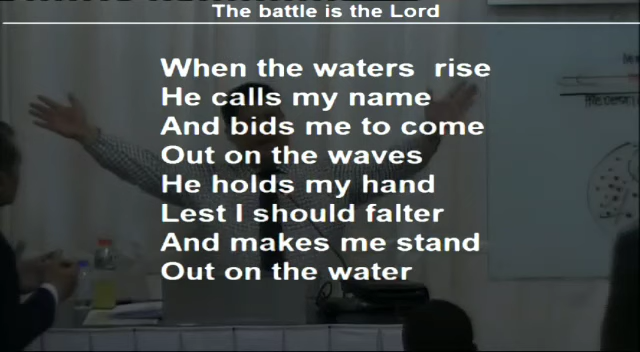 The battle is the Lord
When the waters rise
He calls my name
And bids me to come
Out on the waves
He holds my hand
Lest I should falter
And makes me stand
Out on the water